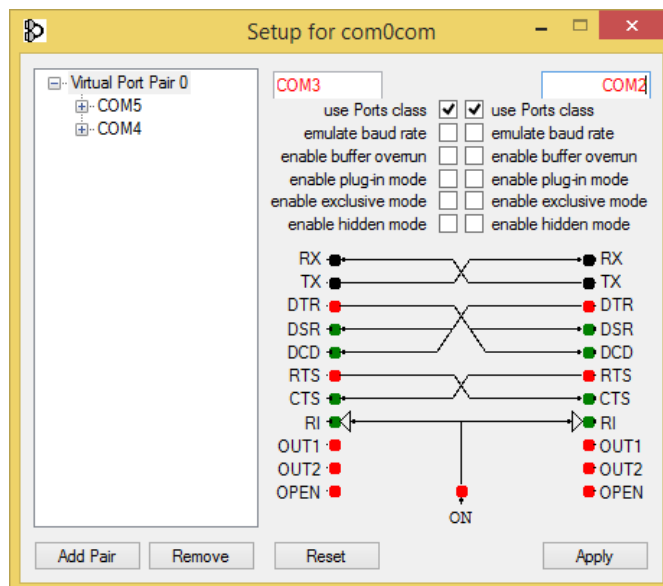 Setup for com0com
Virtual Port Pair 0
COM5
COM4
COM3 COM2
use Ports class use Ports class
emulate baud rate emulate baud rate
enable buffer overrun enable buffer overrun
enable plug-in mode enable plug-in mode
enable exclusive mode enable exclusive mode
enable hidden mode enable hidden mode
RX RX
TX TX
DTR DTR
DSR DSR
DCD DCD
RTS RTS
CTS CTS
RI RI
OUT1 OUT1
OUT2 OUT2
OPEN OPEN
ON
Add Pair Remove Reset Apply